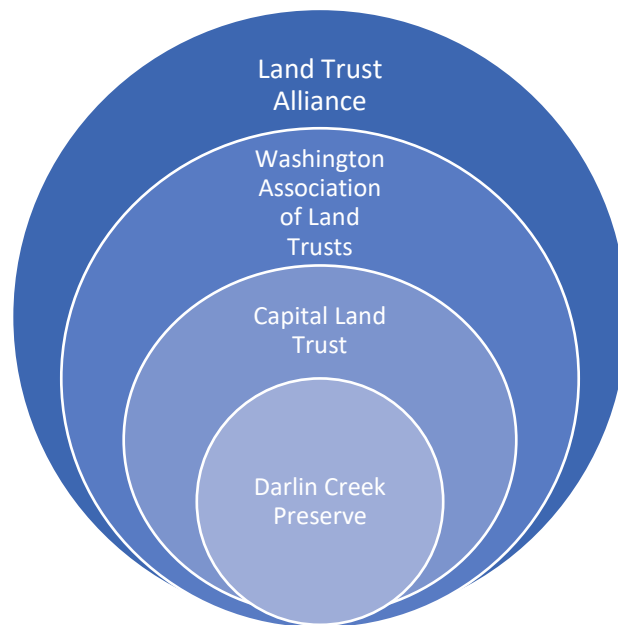 Land Trust
Alliance
Washington
Association
of Land
Trusts
Capital Land
Trust
Darlin Creek
Preserve